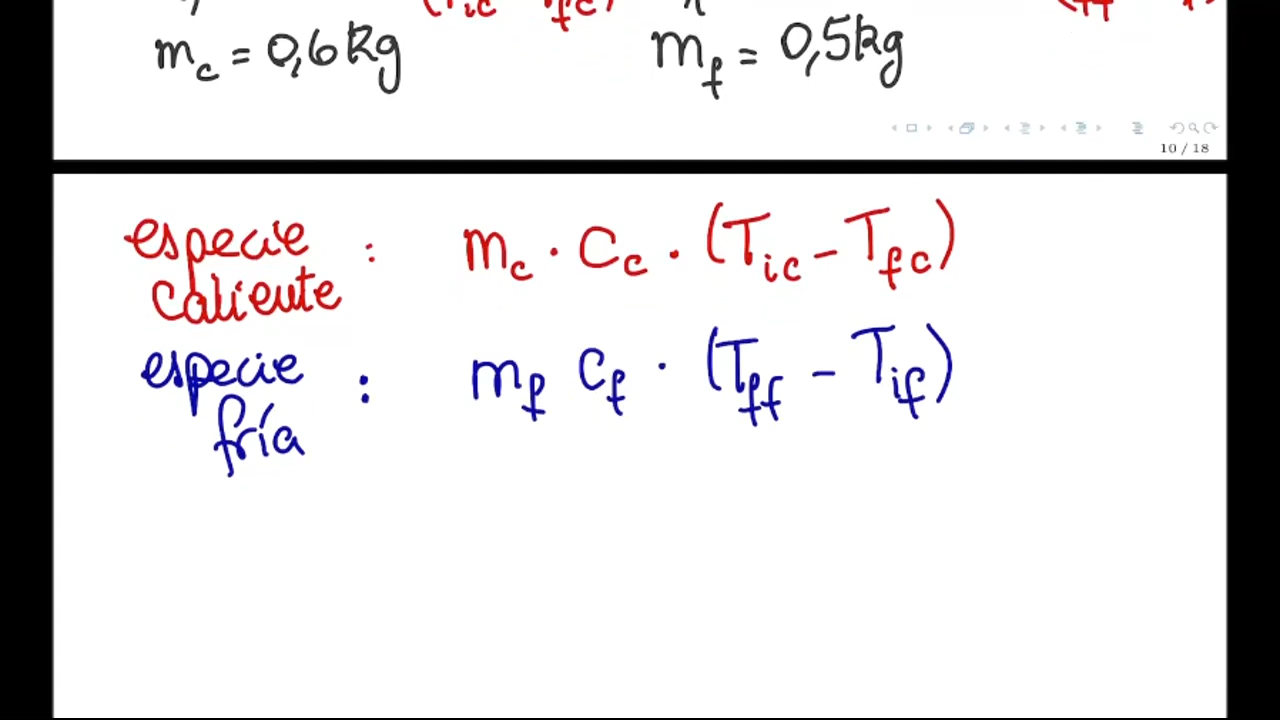 m_c = 0,6 kg m_f = 0,5 kg
10 / 18
especie caliente : m_c · C_c · (T_ic - T_fc)
especie fría : m_f C_f · (T_ff - T_if)